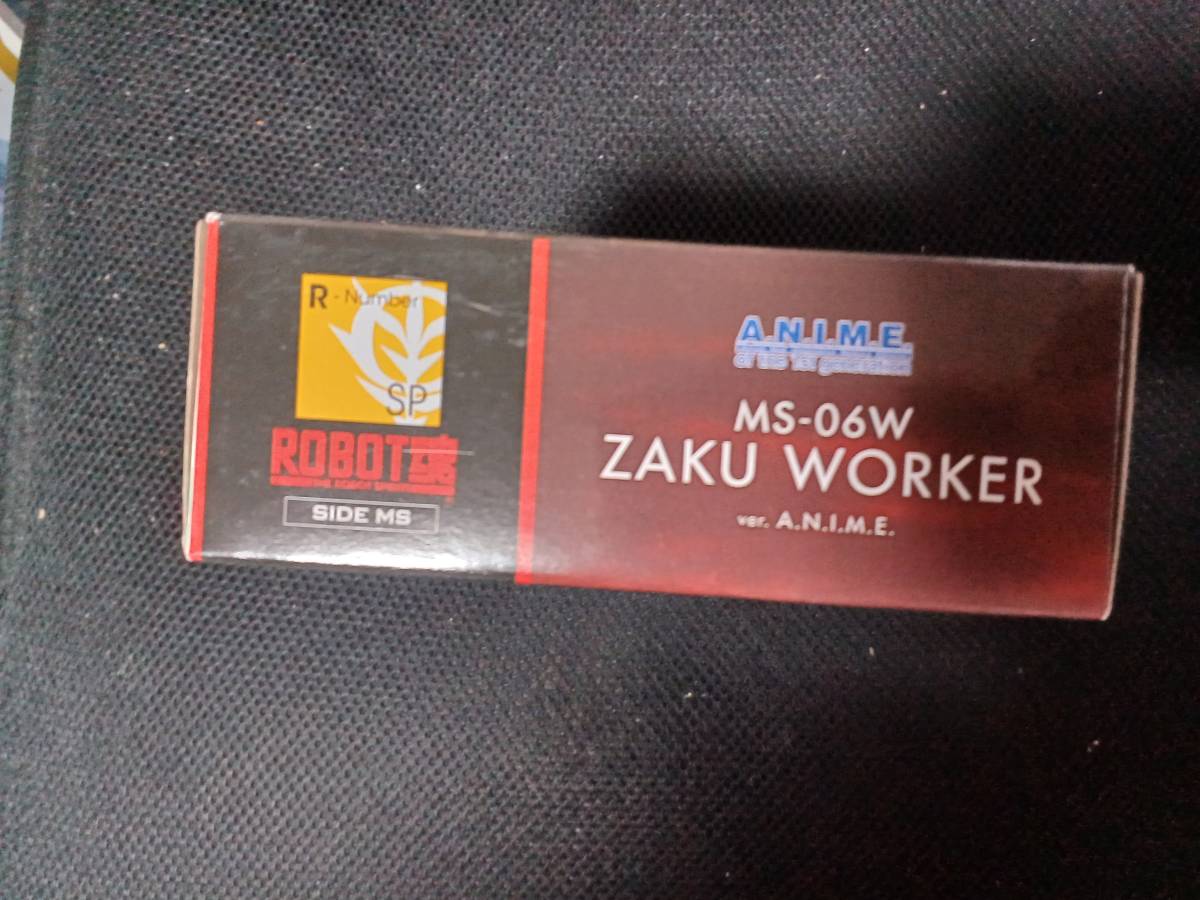 R - Number
SP
ROBOT魂
SIDE MS
A.N.I.M.E.
MS-06W
ZAKU WORKER
ver. A.N.I.M.E.